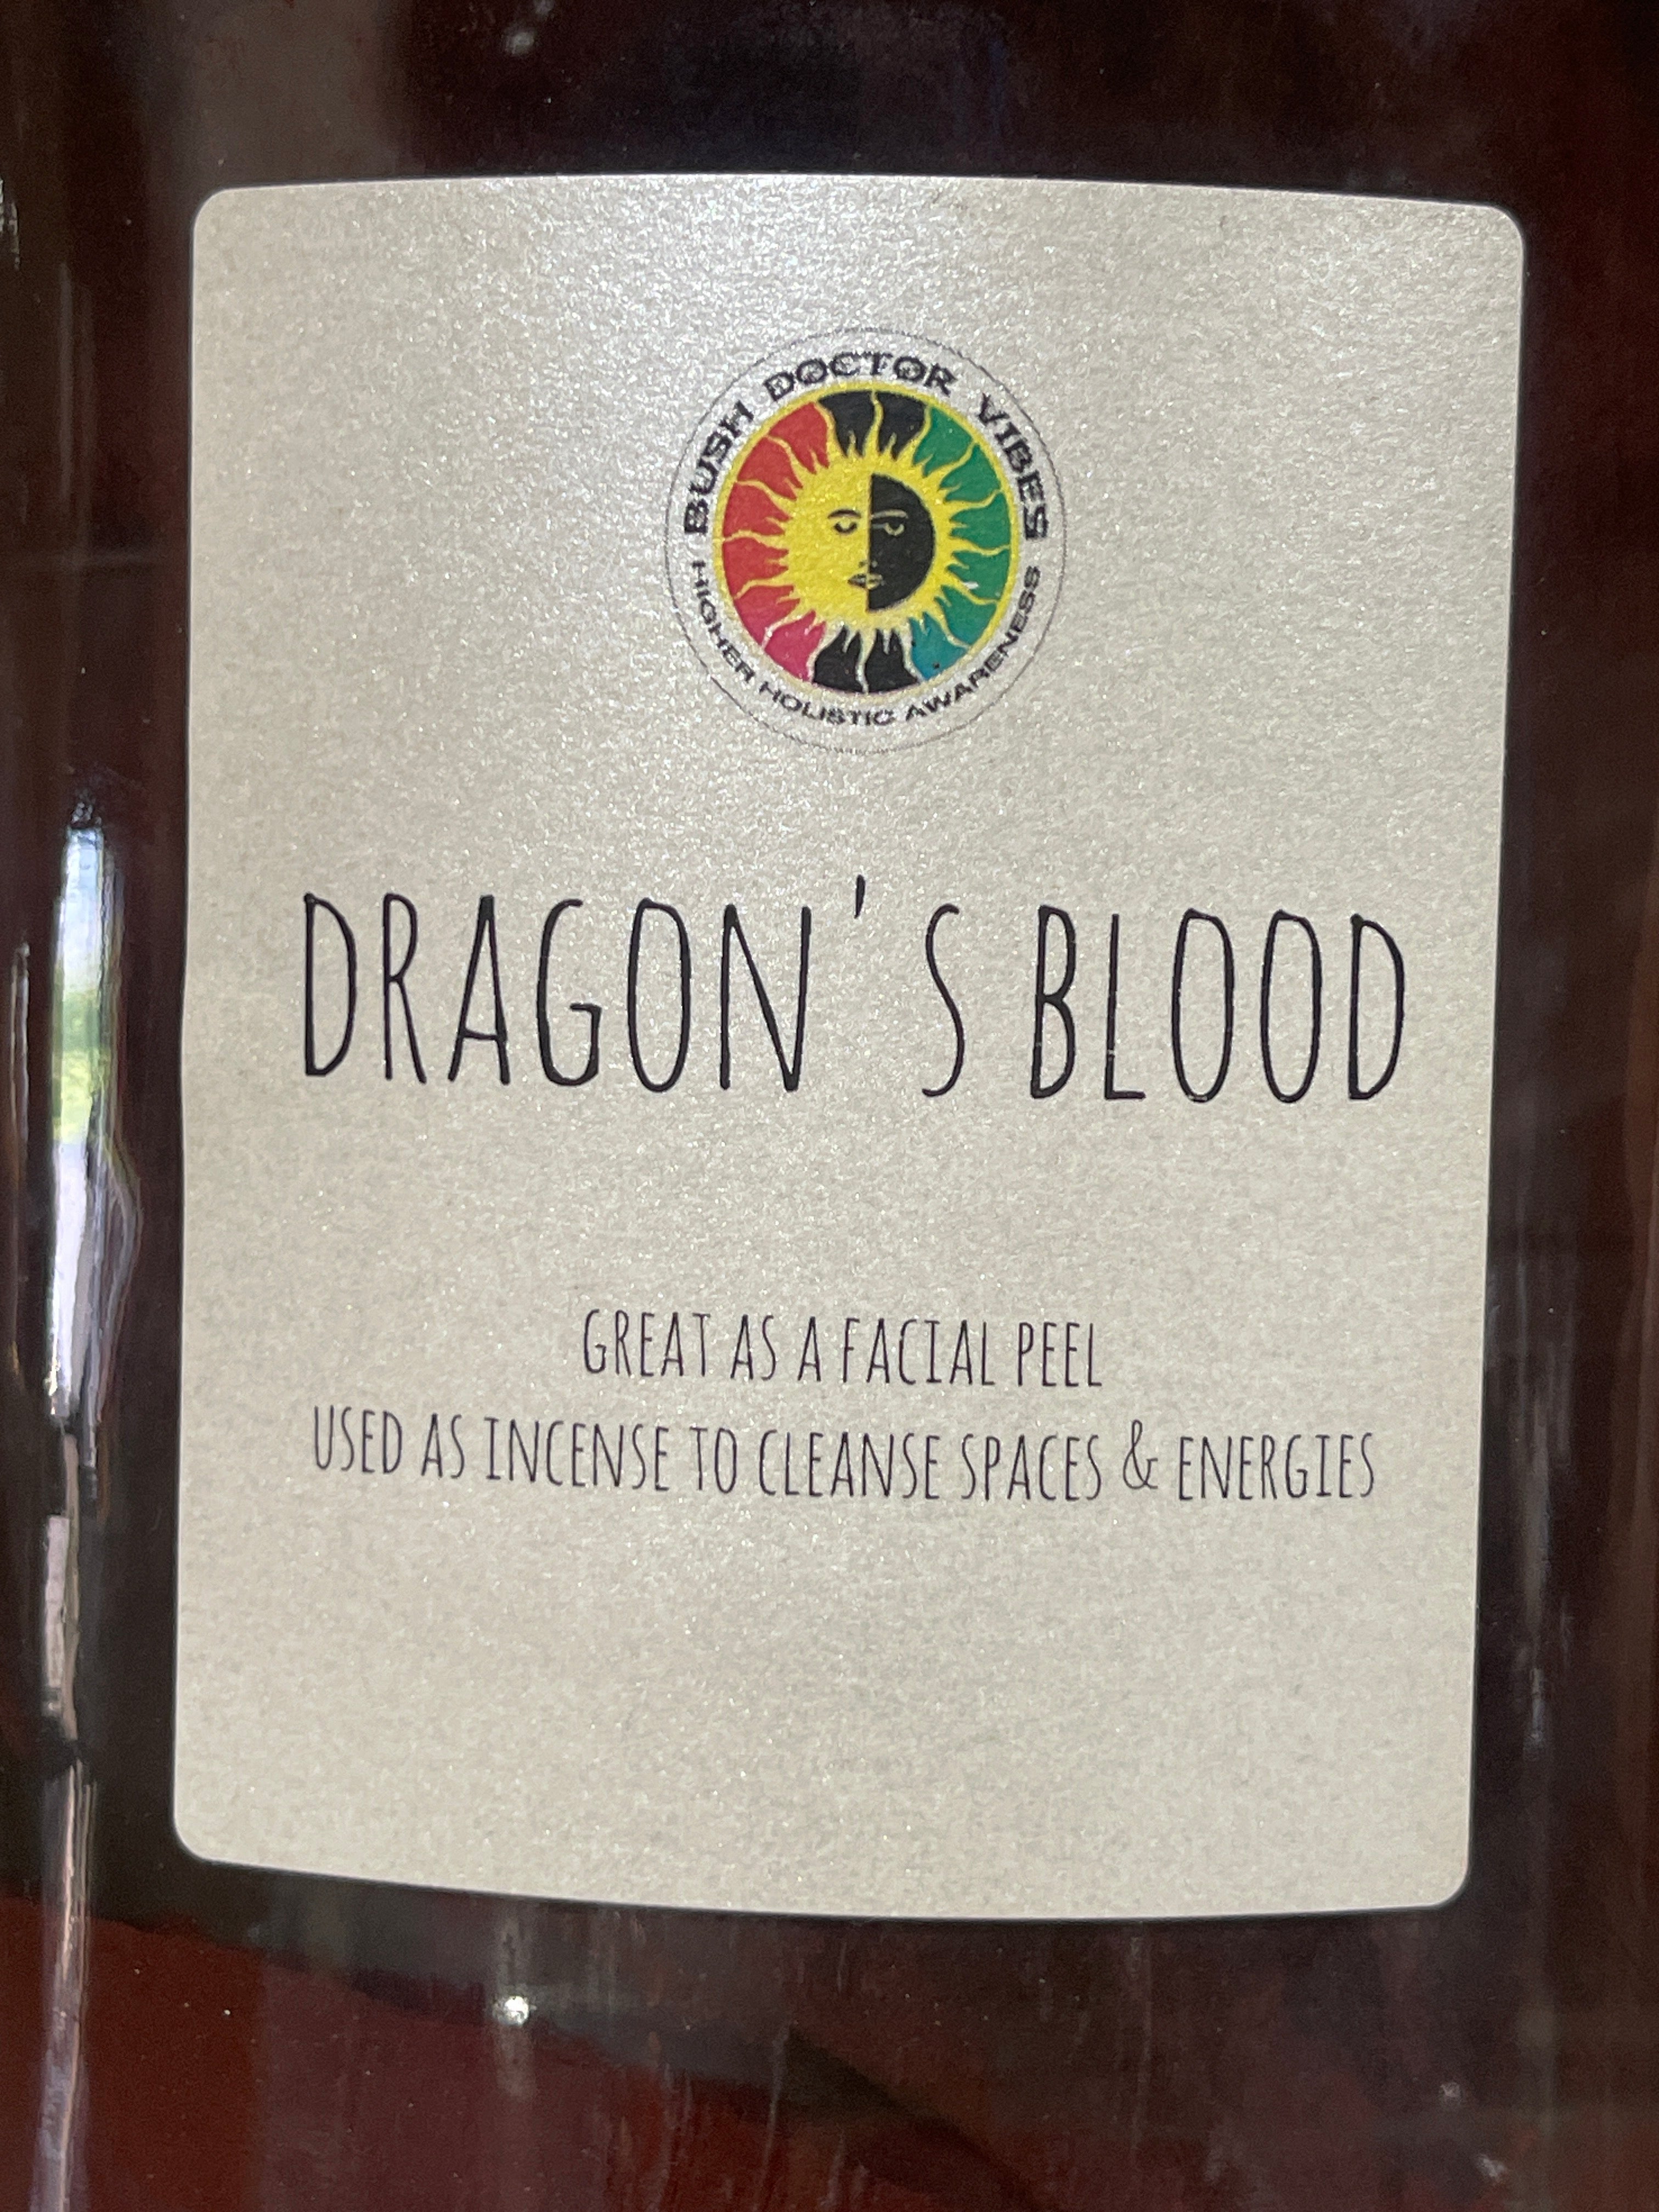 BUSH DOCTOR VIBES
HIGHER HOLISTIC AWARENESS
DRAGON'S BLOOD
GREAT AS A FACIAL PEEL
USED AS INCENSE TO CLEANSE SPACES & ENERGIES